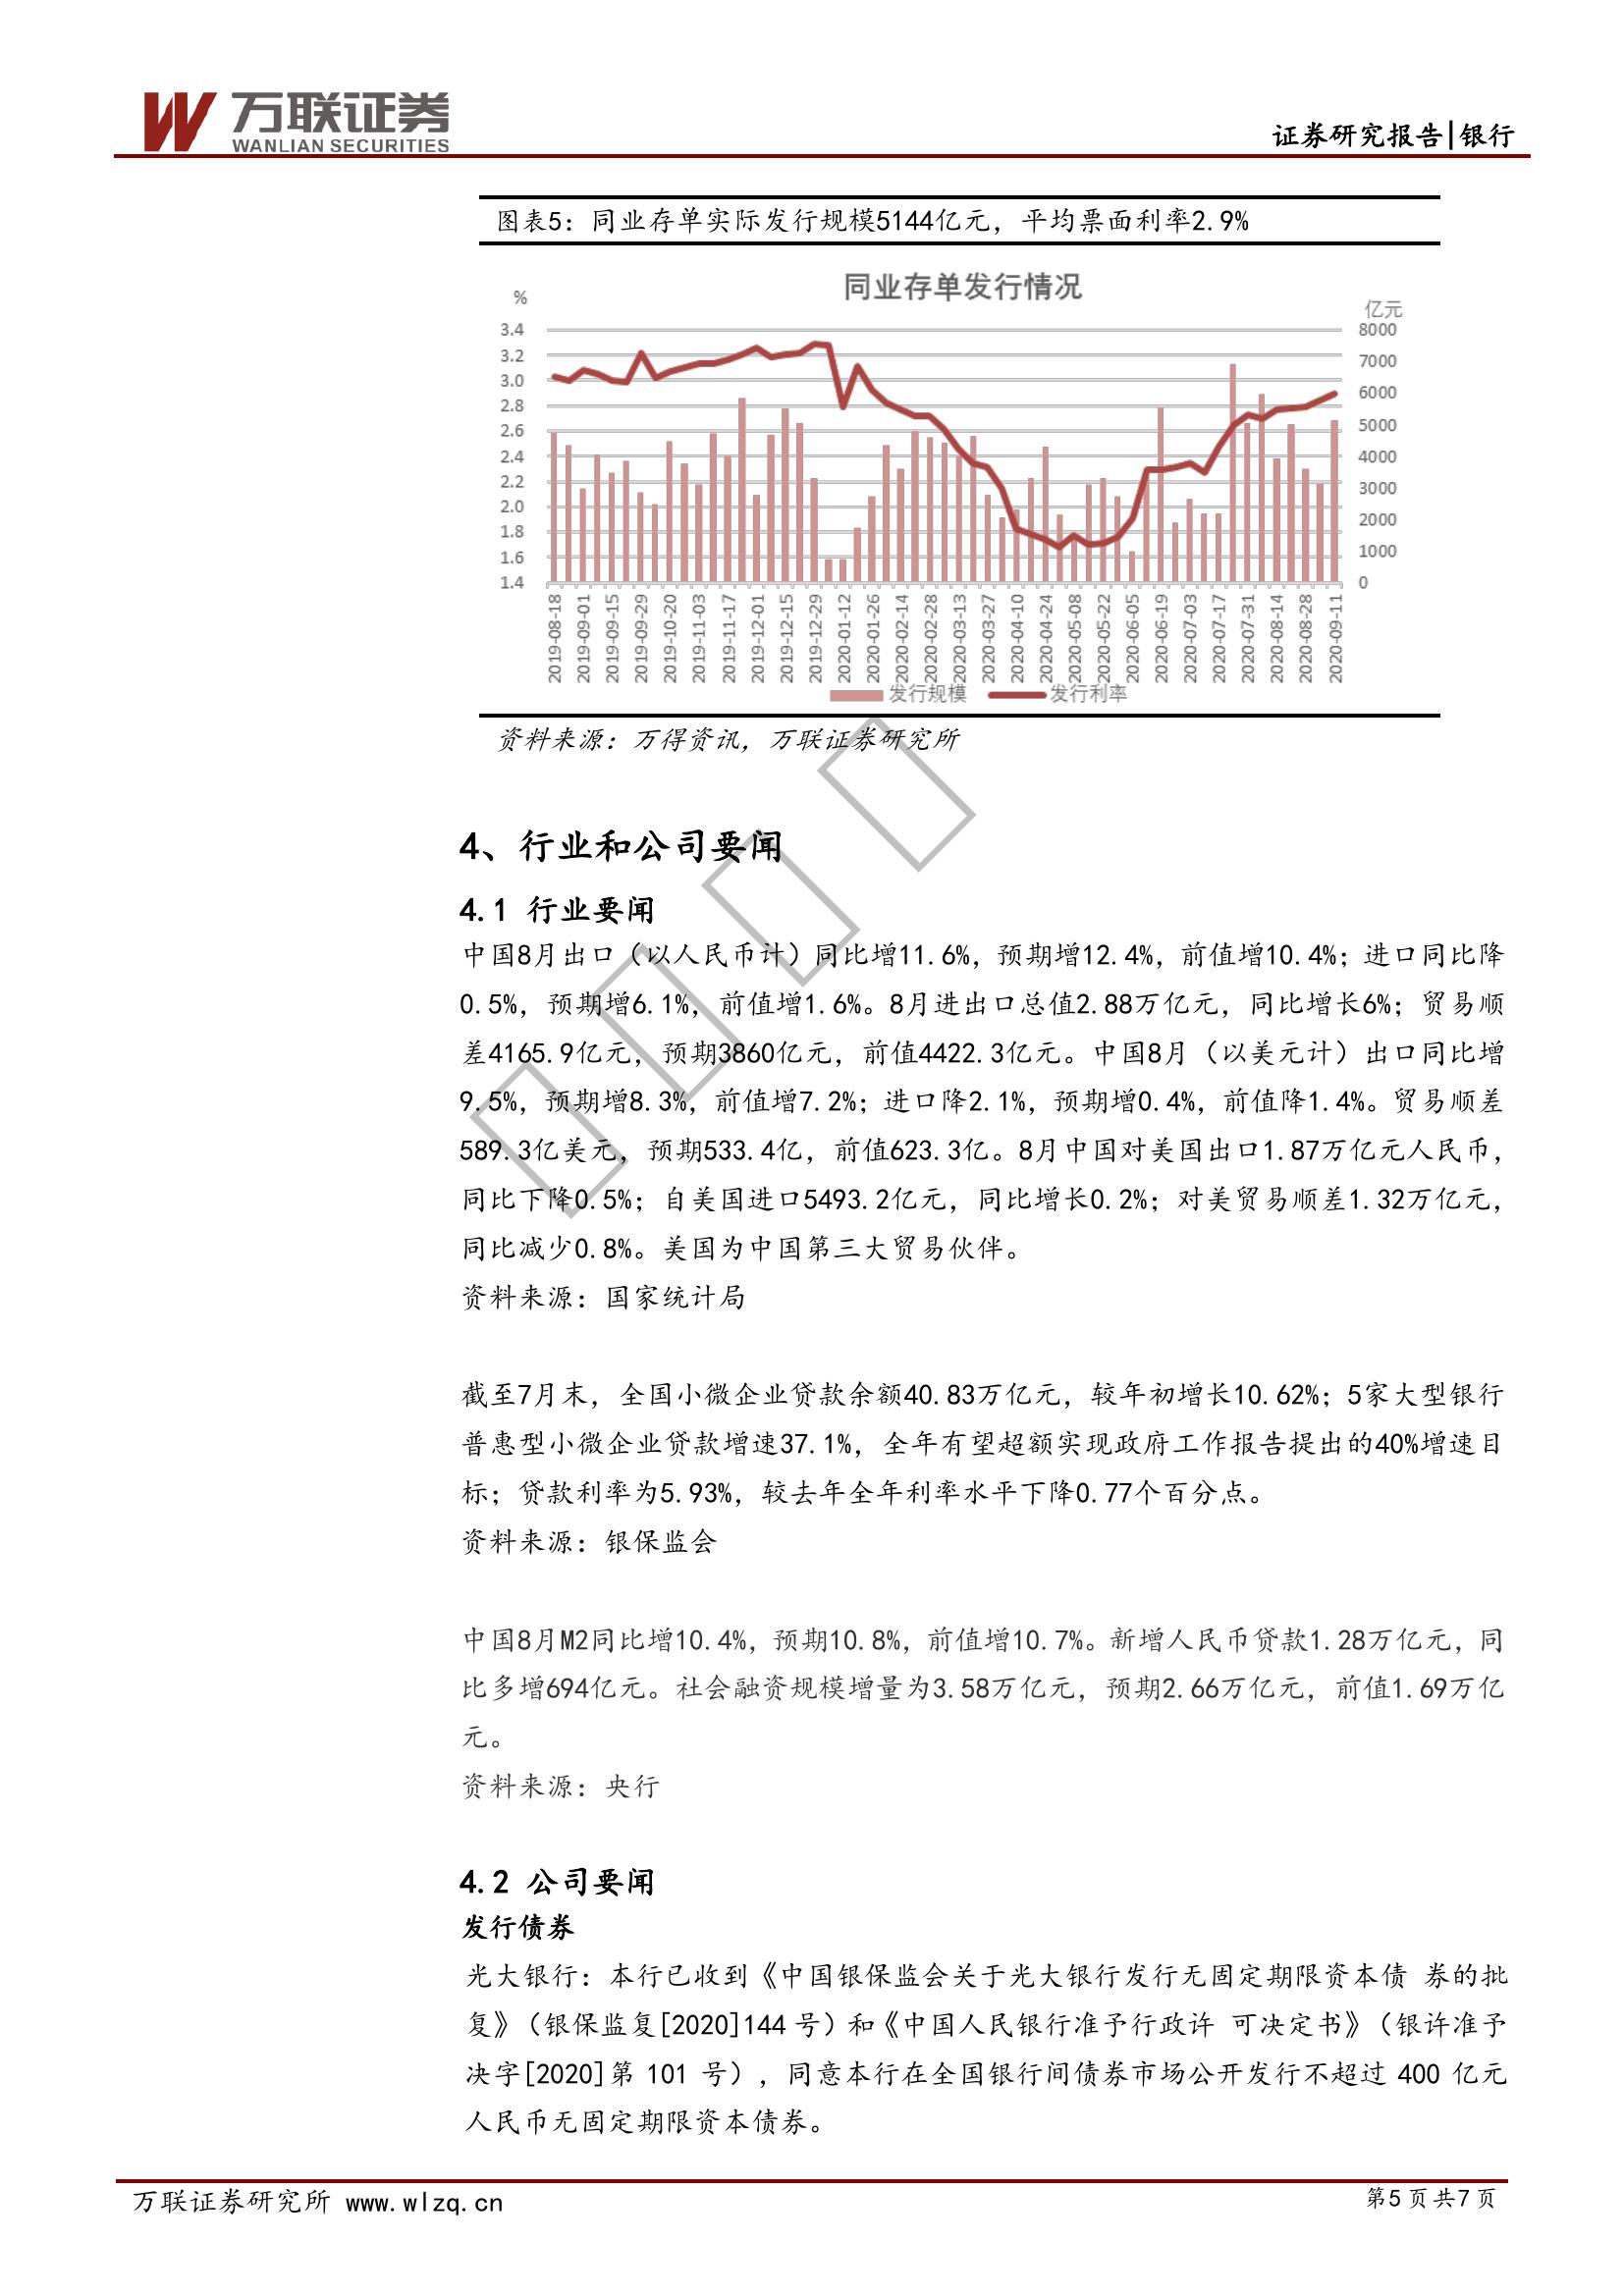 万联证券
WANLIAN SECURITIES
证券研究报告|银行
图表5：同业存单实际发行规模5144亿元，平均票面利率2.9%
同业存单发行情况
%
亿元
3.4
3.2
3.0
2.8
2.6
2.4
2.2
2.0
1.8
1.6
1.4
8000
7000
6000
5000
4000
3000
2000
1000
0
2019-08-18
2019-09-01
2019-09-15
2019-09-29
2019-10-20
2019-11-03
2019-11-17
2019-12-01
2019-12-15
2019-12-29
2020-01-12
2020-01-26
2020-02-14
2020-02-28
2020-03-13
2020-03-27
2020-04-10
2020-04-24
2020-05-08
2020-05-22
2020-06-05
2020-06-19
2020-07-03
2020-07-17
2020-07-31
2020-08-14
2020-08-28
2020-09-11
发行规模 发行利率
资料来源：万得资讯，万联证券研究所
4、行业和公司要闻
4.1 行业要闻
中国8月出口（以人民币计）同比增11.6%，预期增12.4%，前值增10.4%；进口同比降
0.5%，预期增6.1%，前值增1.6%。8月进出口总值2.88万亿元，同比增长6%；贸易顺
差4165.9亿元，预期3860亿元，前值4422.3亿元。中国8月（以美元计）出口同比增
9.5%，预期增8.3%，前值增7.2%；进口降2.1%，预期增0.4%，前值降1.4%。贸易顺差
589.3亿美元，预期533.4亿，前值623.3亿。8月中国对美国出口1.87万亿元人民币，
同比下降0.5%；自美国进口5493.2亿元，同比增长0.2%；对美贸易顺差1.32万亿元，
同比减少0.8%。美国为中国第三大贸易伙伴。
资料来源：国家统计局
截至7月末，全国小微企业贷款余额40.83万亿元，较年初增长10.62%；5家大型银行
普惠型小微企业贷款增速37.1%，全年有望超额实现政府工作报告提出的40%增速目
标；贷款利率为5.93%，较去年全年利率水平下降0.77个百分点。
资料来源：银保监会
中国8月M2同比增10.4%，预期10.8%，前值增10.7%。新增人民币贷款1.28万亿元，同
比多增694亿元。社会融资规模增量为3.58万亿元，预期2.66万亿元，前值1.69万亿
元。
资料来源：央行
4.2 公司要闻
发行债券
光大银行：本行已收到《中国银保监会关于光大银行发行无固定期限资本债 券的批
复》（银保监复[2020]144 号）和《中国人民银行准予行政许 可决定书》（银许准予
决字[2020]第 101 号），同意本行在全国银行间债券市场公开发行不超过 400 亿元
人民币无固定期限资本债券。
万联证券研究所 www.wlzq.cn
第5页共7页